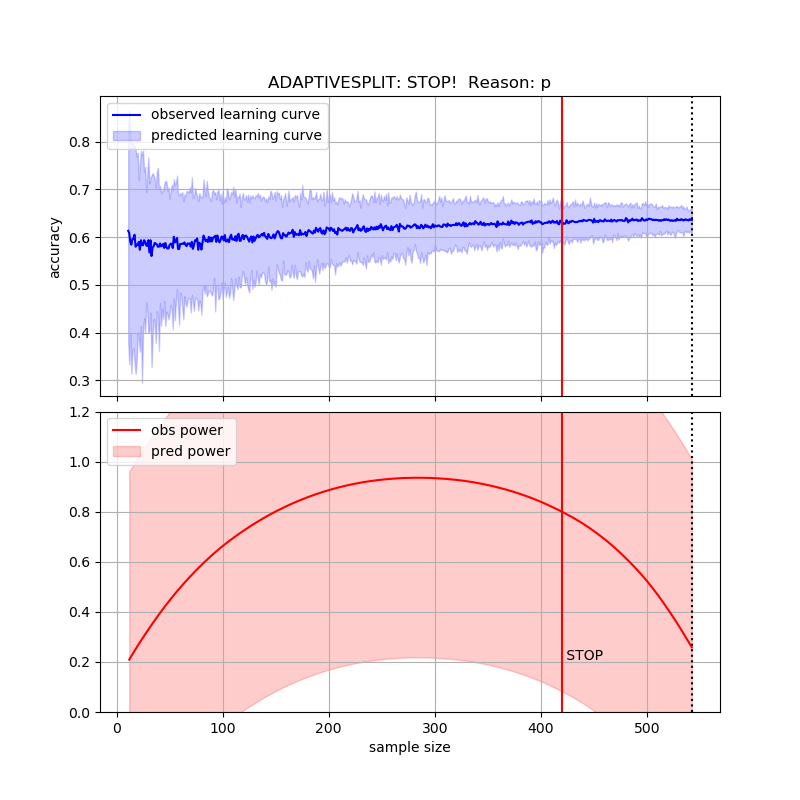 ADAPTIVESPLIT: STOP!  Reason: p
observed learning curve
predicted learning curve
accuracy
0.8
0.7
0.6
0.5
0.4
0.3
obs power
pred power
1.2
1.0
0.8
0.6
0.4
0.2
0.0
STOP
0
100
200
300
400
500
sample size